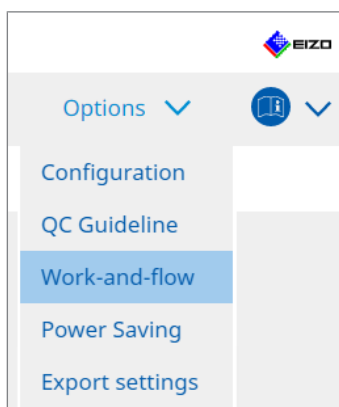 EIZO
Options
Configuration
QC Guideline
Work-and-flow
Power Saving
Export settings